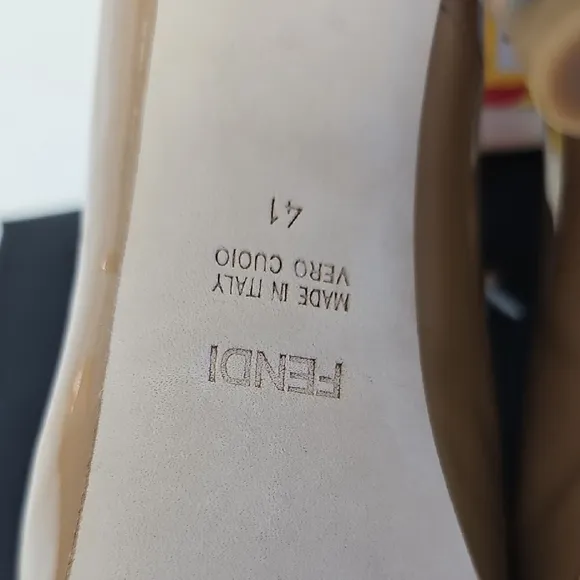 FENDI
MADE IN ITALY
VERO CUOIO
41